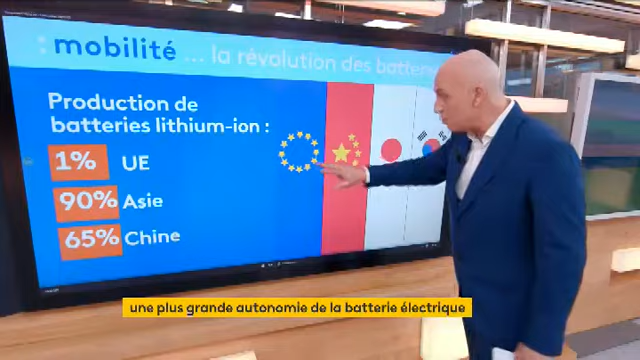 : mobilité ... la révolution des batteries
Production de
batteries lithium-ion :
1% UE
90% Asie
65% Chine
une plus grande autonomie de la batterie électrique